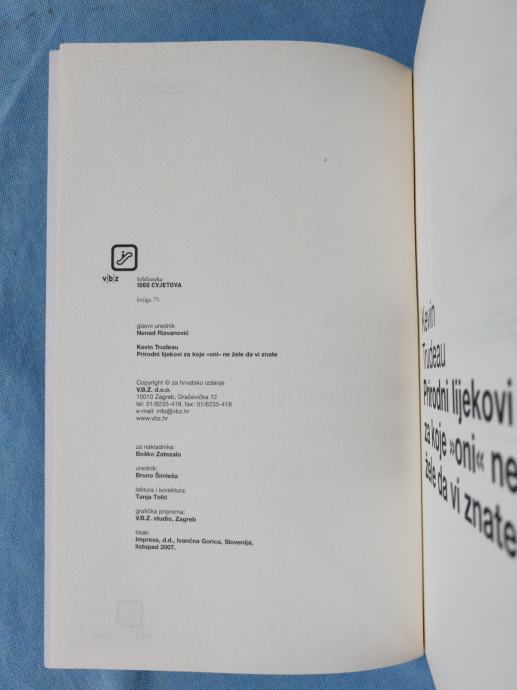 v|b|z
biblioteka
1000 CVJETOVA
knjiga 75.
glavni urednik
Nenad Rizvanović
Kevin Trudeau
Prirodni lijekovi za koje »oni« ne žele da vi znate
Copyright © za hrvatsko izdanje
V.B.Z. d.o.o.
10010 Zagreb, Dračevička 12
tel: 01/6235-419, fax: 01/6235-418
e-mail: info@vbz.hr
www.vbz.hr
za nakladnika:
Boško Zatezalo
urednik:
Bruno Šimleša
lektura i korektura:
Tanja Tolić
grafička priprema:
V.B.Z. studio, Zagreb
tisak:
Impress, d.d., Ivančna Gorica, Slovenija,
listopad 2007.
Kevin
Trudeau
Prirodni lijekovi
za koje »oni« ne
žele da vi znate